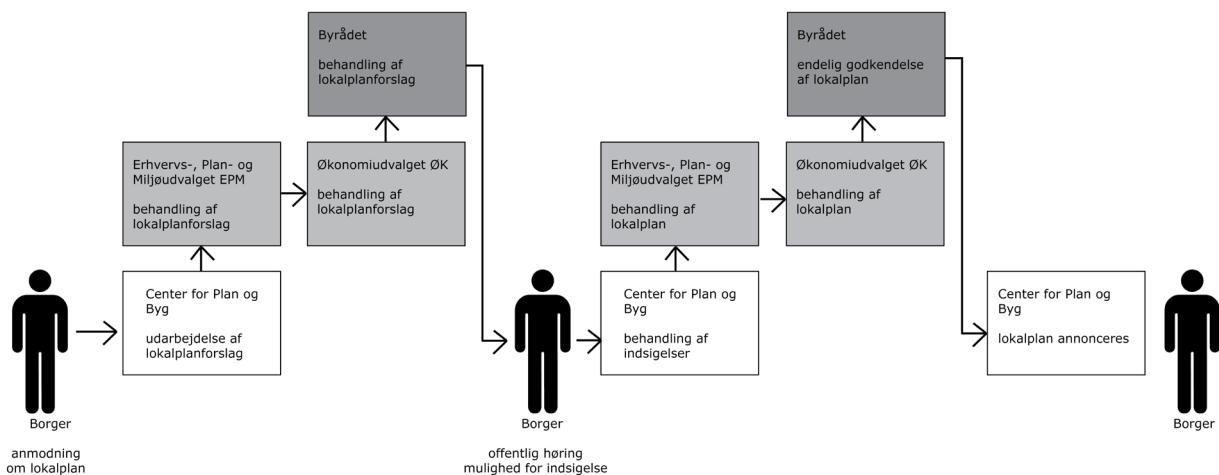 Borger
anmodning
om lokalplan
Center for Plan og
Byg
udarbejdelse af
lokalplanforslag
Erhvervs-, Plan- og
Miljøudvalget EPM
behandling af
lokalplanforslag
Økonomiudvalget ØK
behandling af
lokalplanforslag
Byrådet
behandling af
lokalplanforslag
Borger
offentlig høring
mulighed for indsigelse
Center for Plan og
Byg
behandling af
indsigelser
Erhvervs-, Plan- og
Miljøudvalget EPM
behandling af
lokalplan
Økonomiudvalget ØK
behandling af
lokalplan
Byrådet
endelig godkendelse
af lokalplan
Center for Plan og
Byg
lokalplan annonceres
Borger